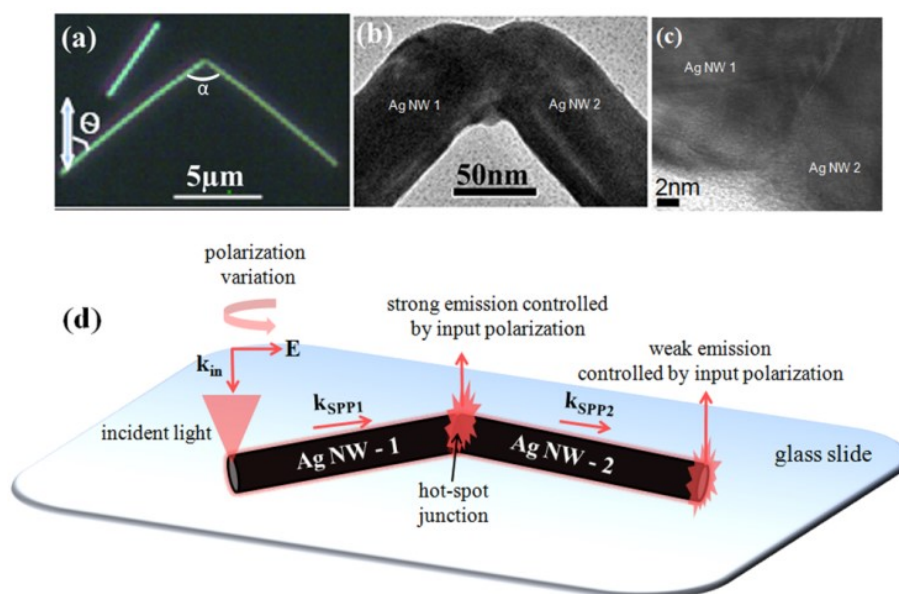 (a)
α
Θ
5μm
(b)
Ag NW 1
Ag NW 2
50nm
(c)
Ag NW 1
Ag NW 2
2nm
(d)
polarization
variation
E
k_in
incident light
k_SPP1
Ag NW - 1
strong emission controlled
by input polarization
hot-spot
junction
k_SPP2
Ag NW - 2
weak emission
controlled by input polarization
glass slide